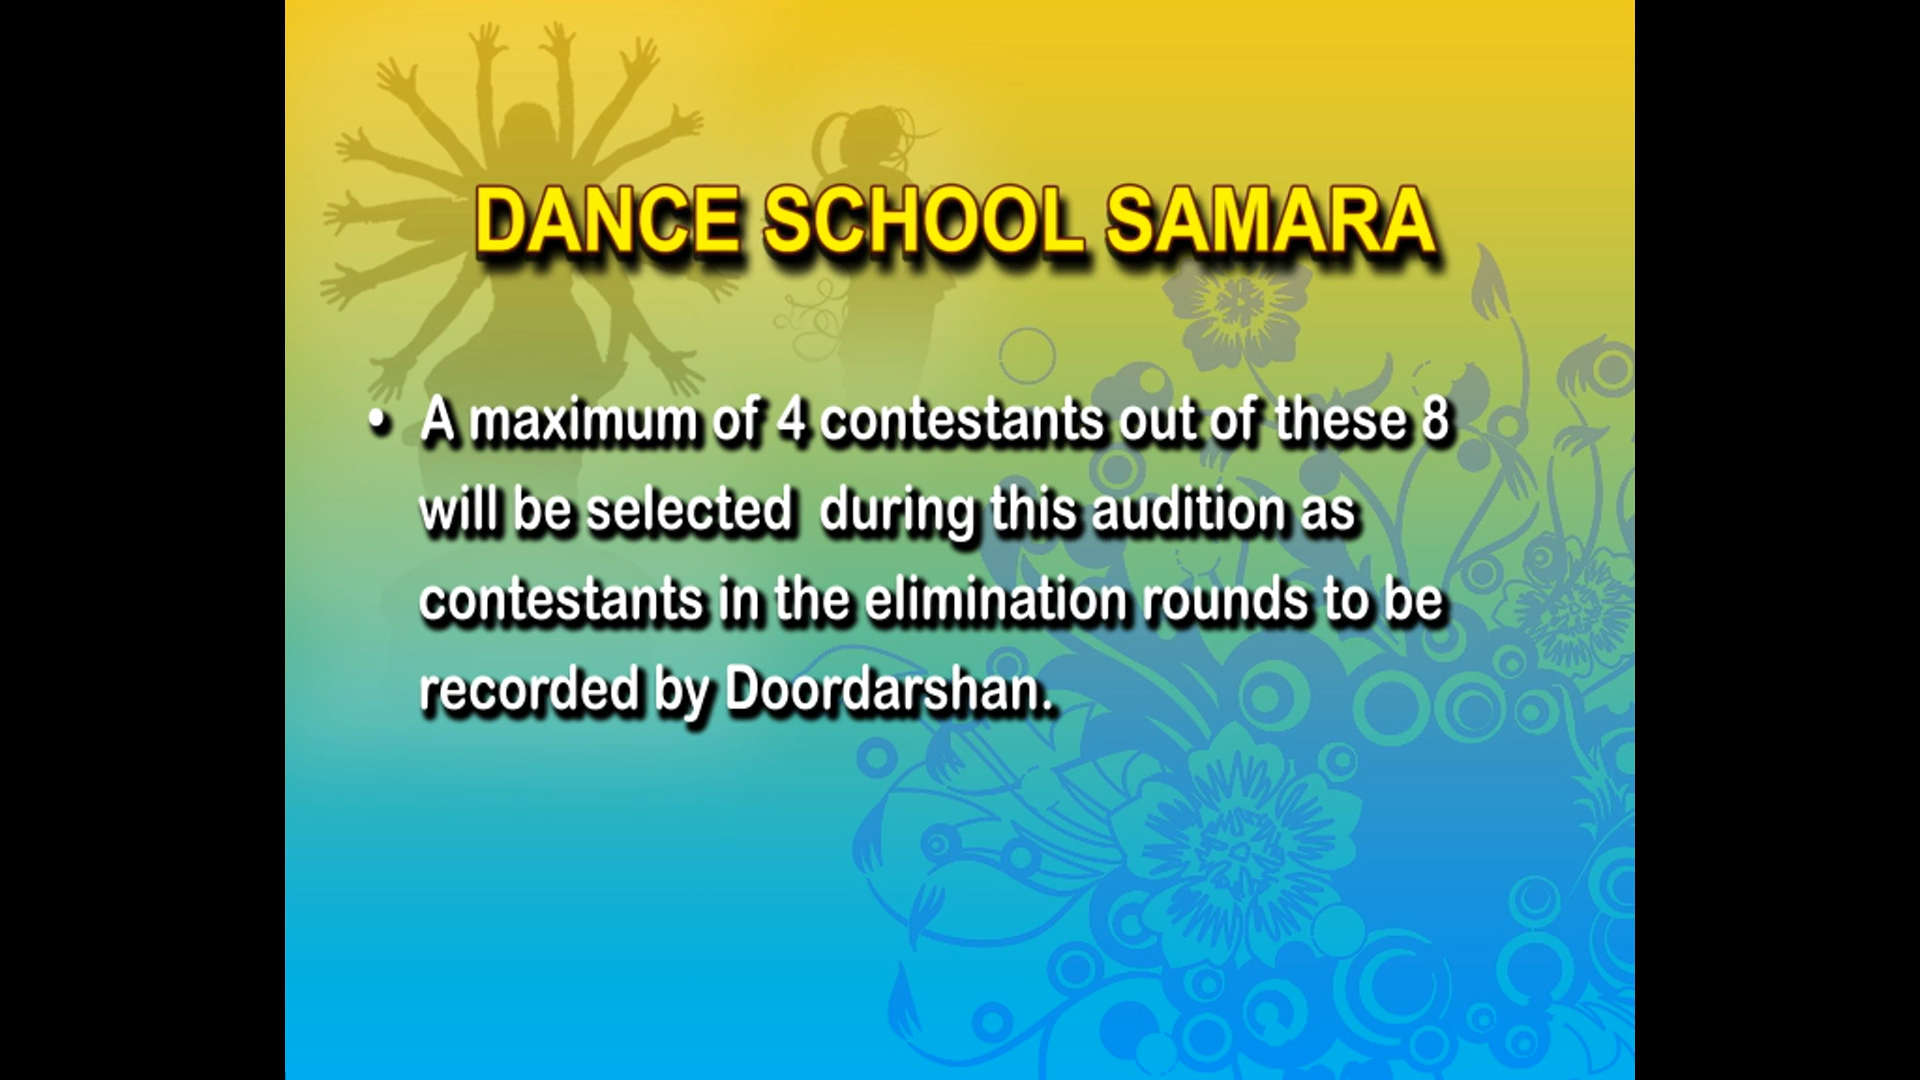 DANCE SCHOOL SAMARA
• A maximum of 4 contestants out of these 8
will be selected during this audition as
contestants in the elimination rounds to be
recorded by Doordarshan.